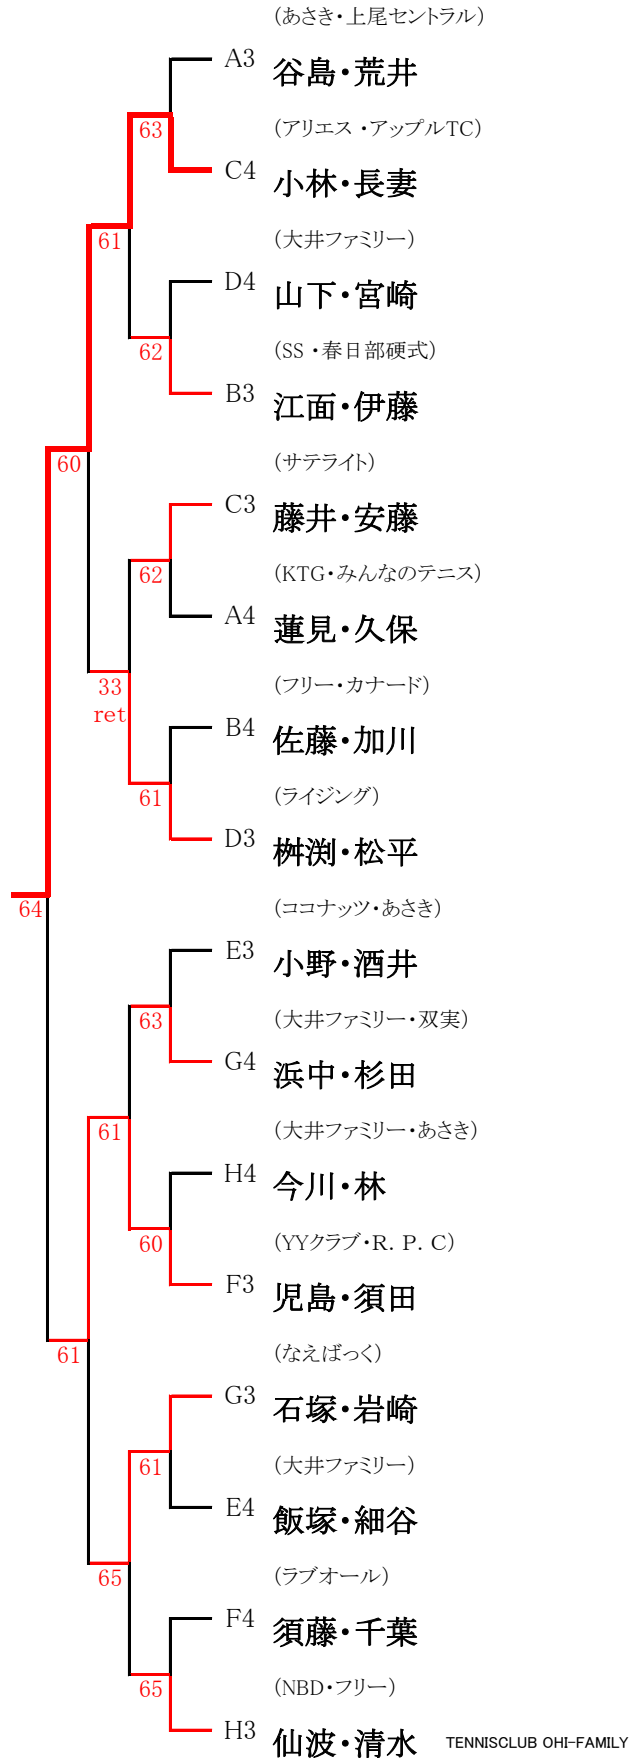 (あさき・上尾セントラル)
A3 谷島・荒井
63
(アリエス・アップルTC)
C4 小林・長妻
61
(大井ファミリー)
D4 山下・宮崎
62
(SS・春日部硬式)
B3 江面・伊藤
60
(サテライト)
C3 藤井・安藤
62
(KTG・みんなのテニス)
A4 蓮見・久保
33
ret
(フリー・カナード)
B4 佐藤・加川
61
(ライジング)
D3 桝渕・松平
64
(ココナッツ・あさき)
E3 小野・酒井
63
(大井ファミリー・双実)
G4 浜中・杉田
61
(大井ファミリー・あさき)
H4 今川・林
60
(YYクラブ・R. P. C)
F3 児島・須田
61
(なえばっく)
G3 石塚・岩崎
61
(大井ファミリー)
E4 飯塚・細谷
65
(ラブオール)
F4 須藤・千葉
65
(NBD・フリー)
H3 仙波・清水
TENNISCLUB OHI-FAMILY